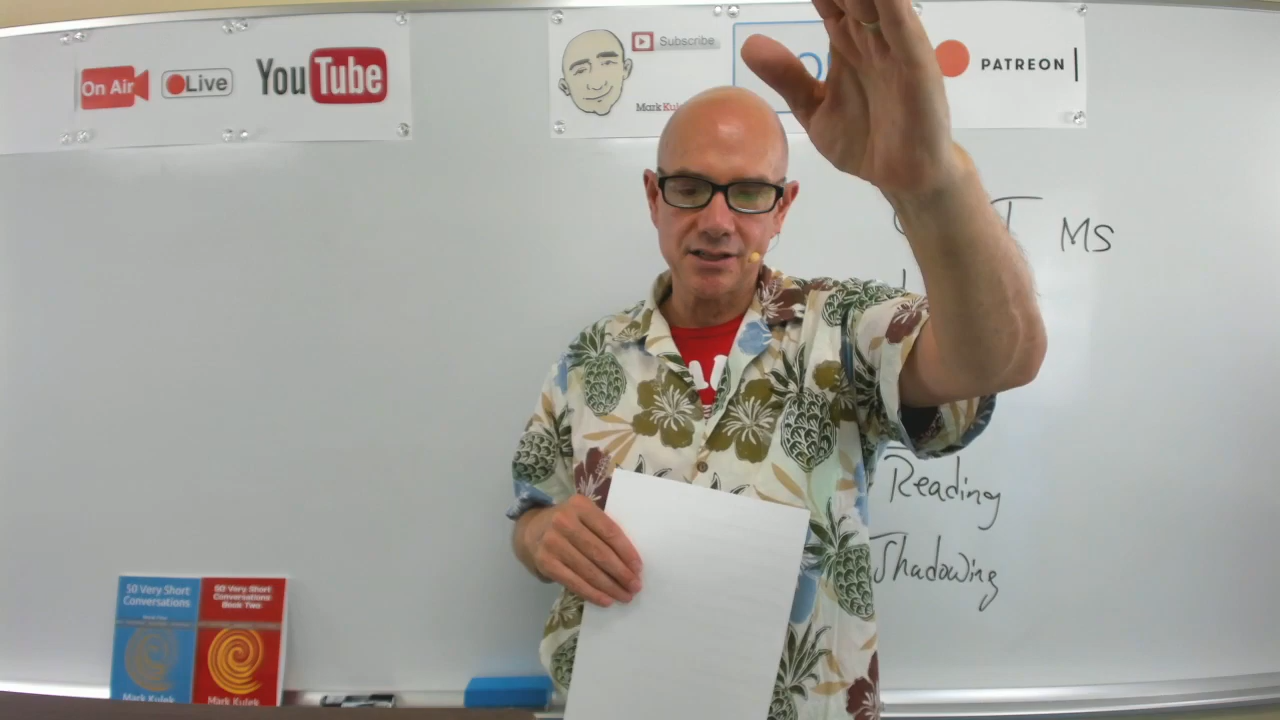 On Air
Live
YouTube
Subscribe
Mark
PATREON
MS
Reading
Shadowing
50 Very Short
Conversations
Mark Kulek
50 Very Short
Conversations
Book Two
Mark Kulek